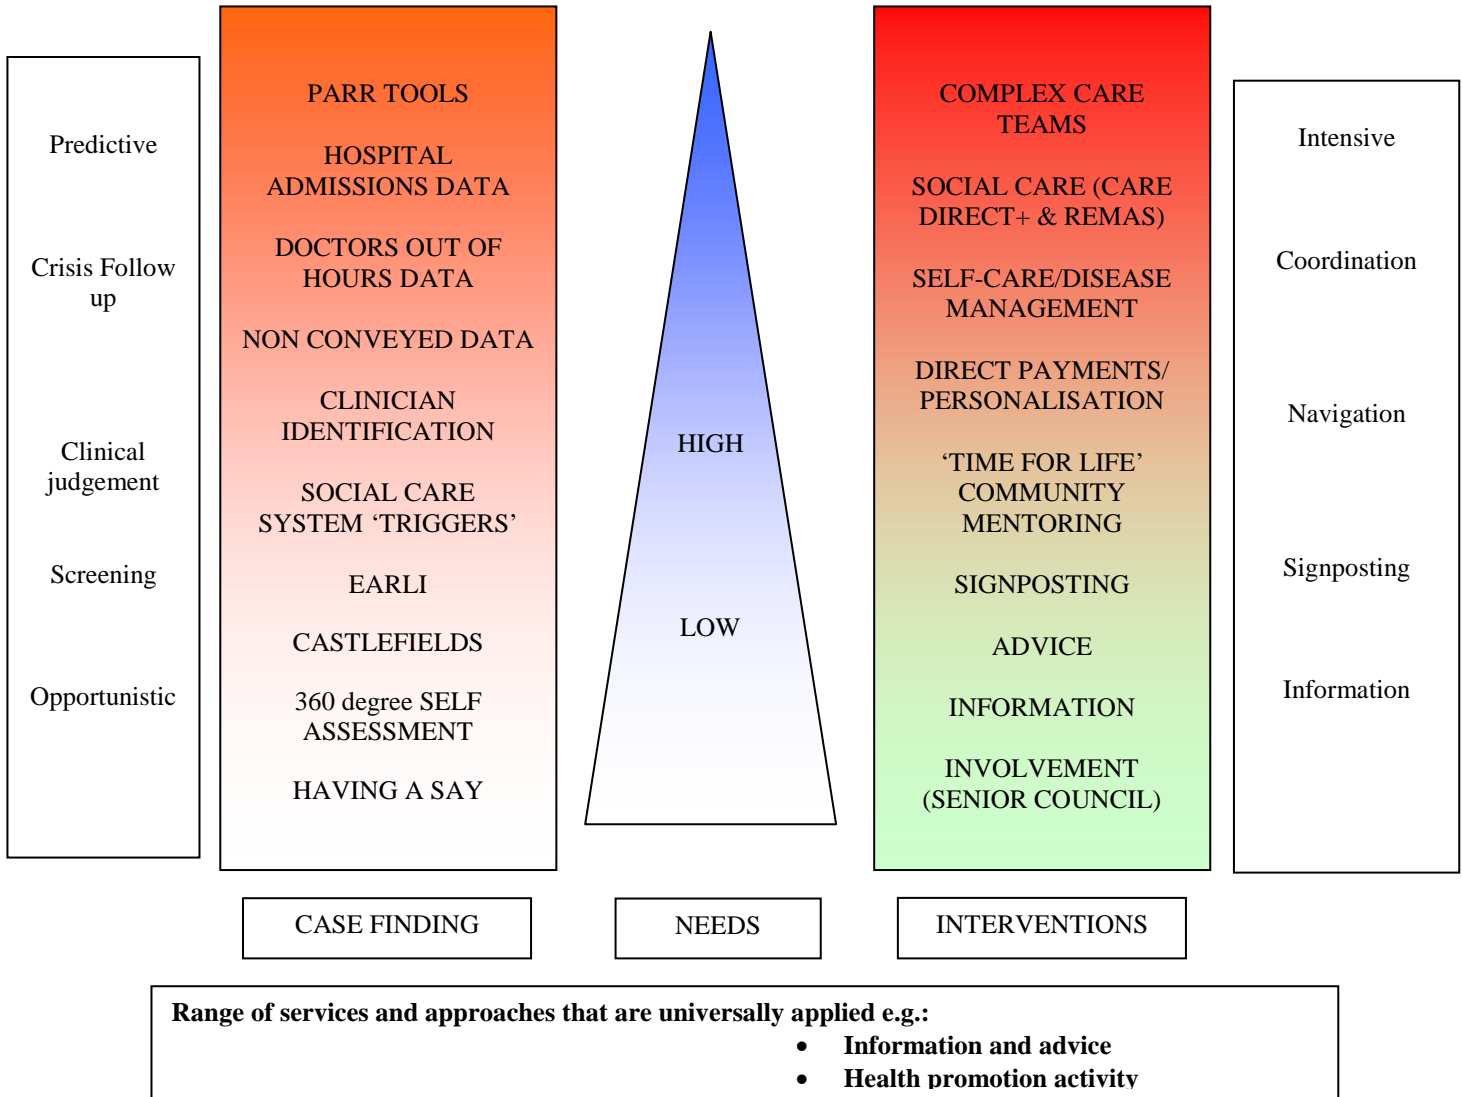 Predictive
Crisis Follow
up
Clinical
judgement
Screening
Opportunistic
PARR TOOLS
HOSPITAL
ADMISSIONS DATA
DOCTORS OUT OF
HOURS DATA
NON CONVEYED DATA
CLINICIAN
IDENTIFICATION
SOCIAL CARE
SYSTEM ‘TRIGGERS’
EARLI
CASTLEFIELDS
360 degree SELF
ASSESSMENT
HAVING A SAY
HIGH
LOW
COMPLEX CARE
TEAMS
SOCIAL CARE (CARE
DIRECT+ & REMAS)
SELF-CARE/DISEASE
MANAGEMENT
DIRECT PAYMENTS/
PERSONALISATION
‘TIME FOR LIFE’
COMMUNITY
MENTORING
SIGNPOSTING
ADVICE
INFORMATION
INVOLVEMENT
(SENIOR COUNCIL)
Intensive
Coordination
Navigation
Signposting
Information
CASE FINDING
NEEDS
INTERVENTIONS
Range of services and approaches that are universally applied e.g.:
• Information and advice
• Health promotion activity